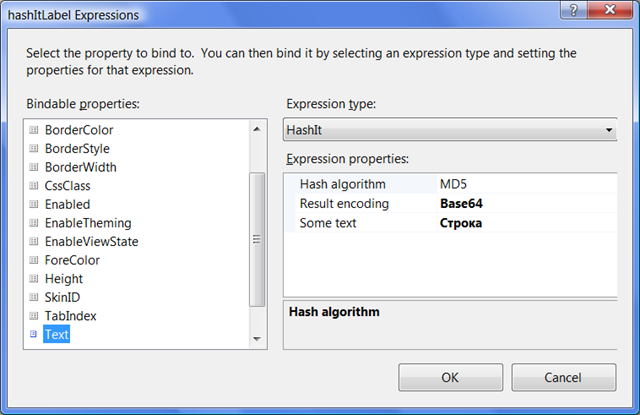 hashItLabel Expressions
Select the property to bind to.  You can then bind it by selecting an expression type and setting the
properties for that expression.
Bindable properties:
BorderColor
BorderStyle
BorderWidth
CssClass
Enabled
EnableTheming
EnableViewState
ForeColor
Height
SkinID
TabIndex
Text
Expression type:
HashIt
Expression properties:
Hash algorithm MD5
Result encoding Base64
Some text Строка
Hash algorithm
OK Cancel